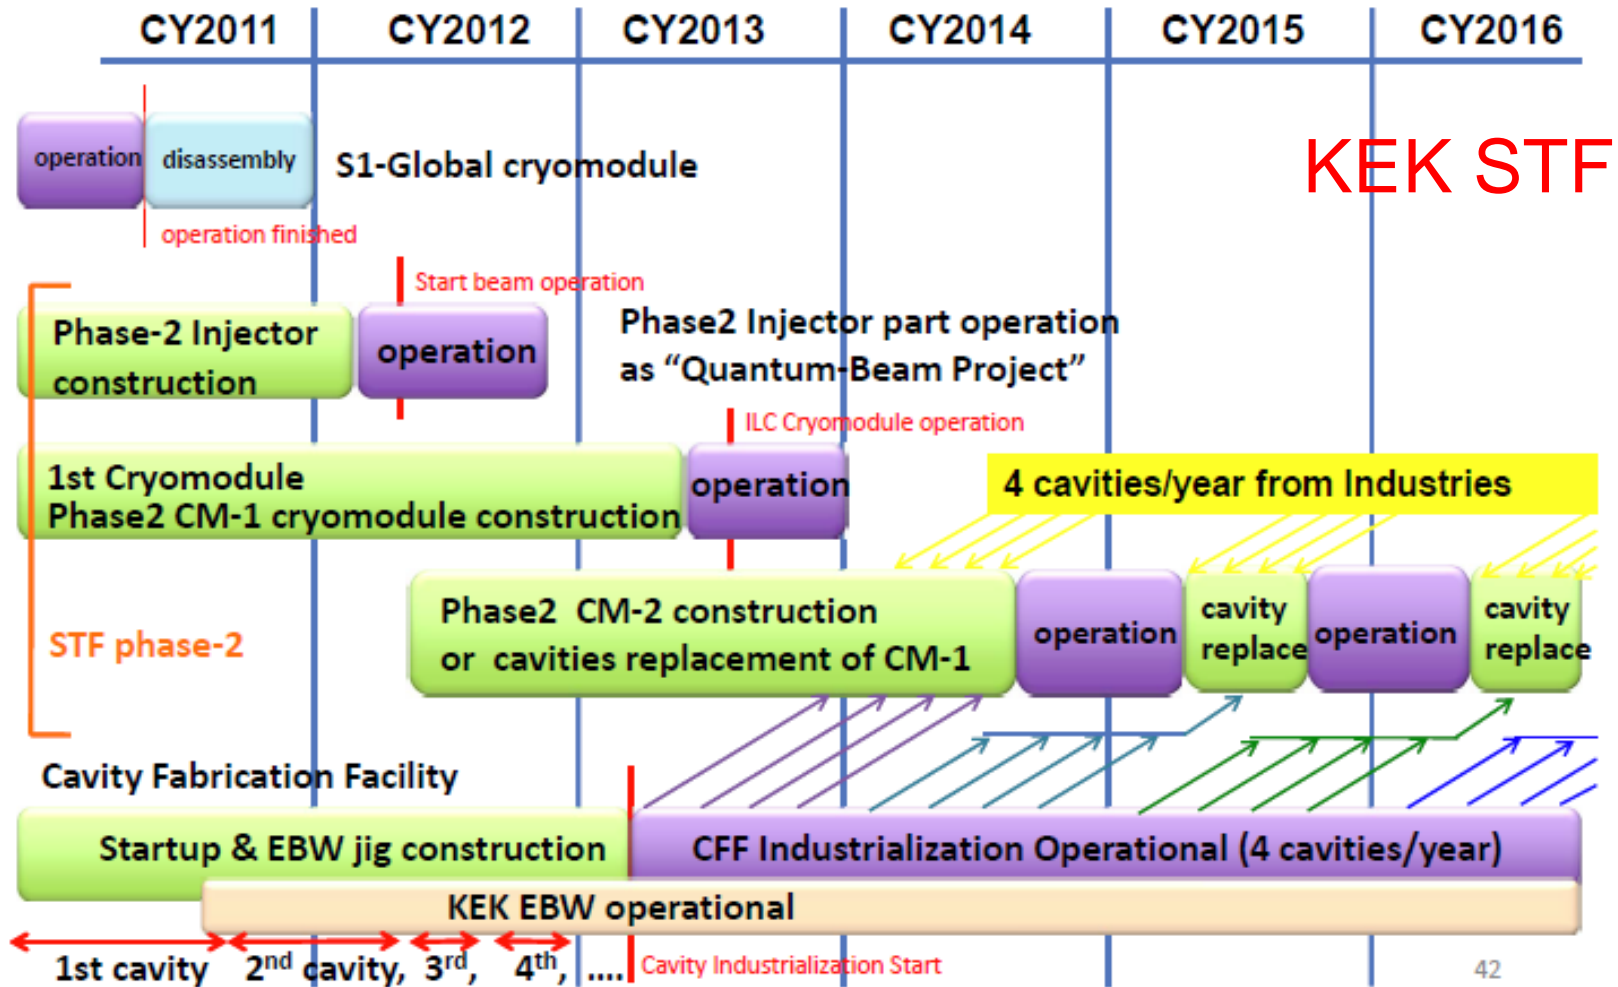 CY2011 CY2012 CY2013 CY2014 CY2015 CY2016
operation disassembly S1-Global cryomodule
KEK STF
operation finished
Start beam operation
Phase-2 Injector
construction
operation
Phase2 Injector part operation
as “Quantum-Beam Project”
ILC Cryomodule operation
1st Cryomodule
Phase2 CM-1 cryomodule construction
operation
4 cavities/year from Industries
Phase2 CM-2 construction
or cavities replacement of CM-1
operation
cavity
replace
operation
cavity
replace
STF phase-2
Cavity Fabrication Facility
Startup & EBW jig construction
CFF Industrialization Operational (4 cavities/year)
KEK EBW operational
1st cavity 2nd cavity, 3rd, 4th, ....
Cavity Industrialization Start
42